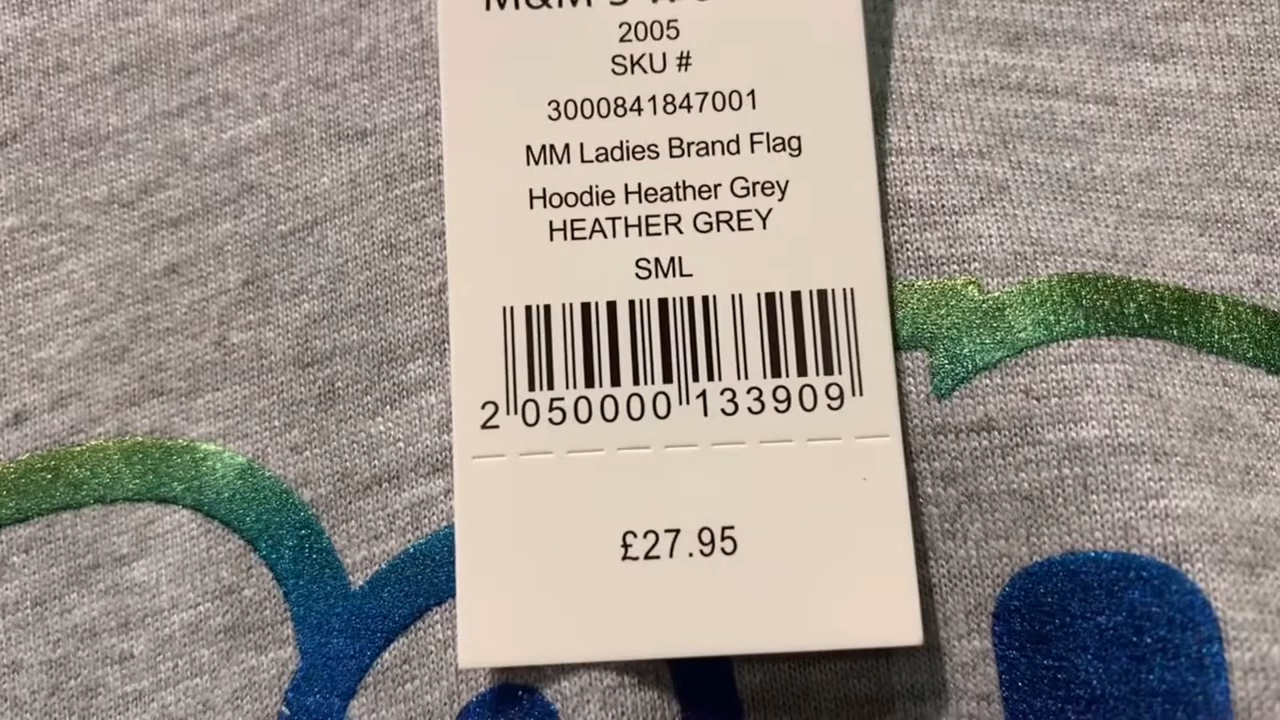 M&M's
2005
SKU #
3000841847001
MM Ladies Brand Flag
Hoodie Heather Grey
HEATHER GREY
SML
2 050000 133909
£27.95